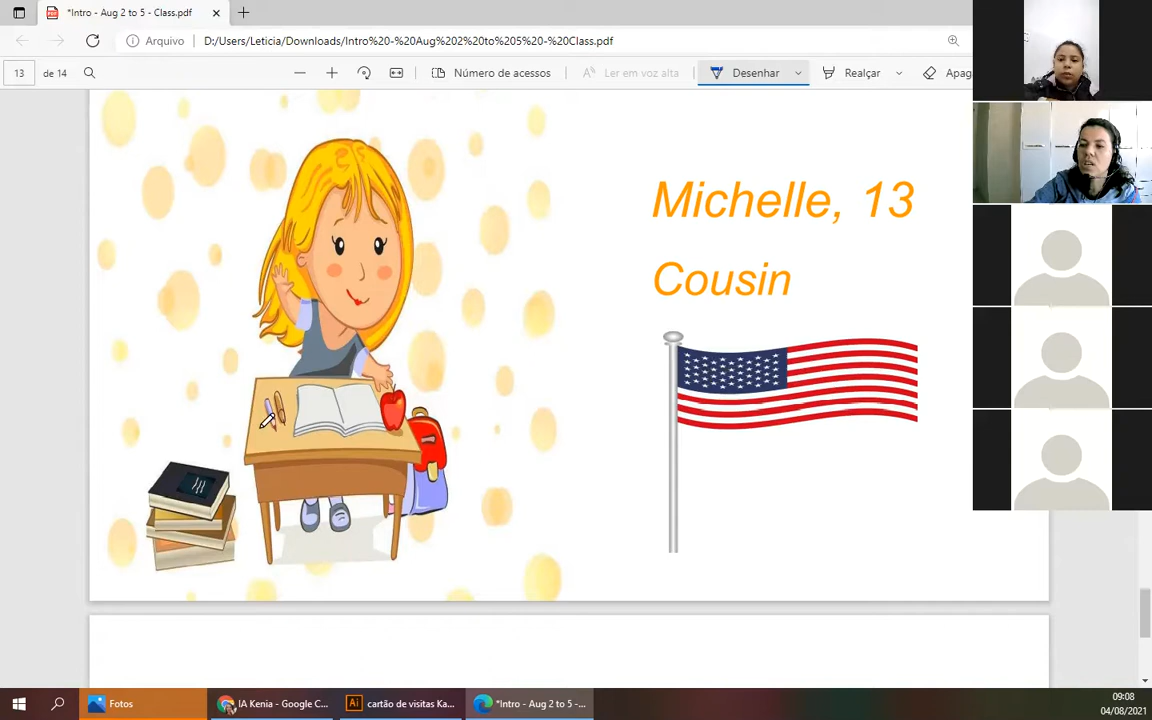 *Intro - Aug 2 to 5 - Class.pdf
Arquivo D:/Users/Leticia/Downloads/Intro%20-%20Aug%202%20to%205%20-%20Class.pdf
13 de 14 Número de acessos Ler em voz alta Desenhar Realçar Apag
Michelle, 13
Cousin
Fotos
IA Kenia - Google C...
Ai cartão de visitas Ka...
*Intro - Aug 2 to 5 -...
09:08
04/08/2021